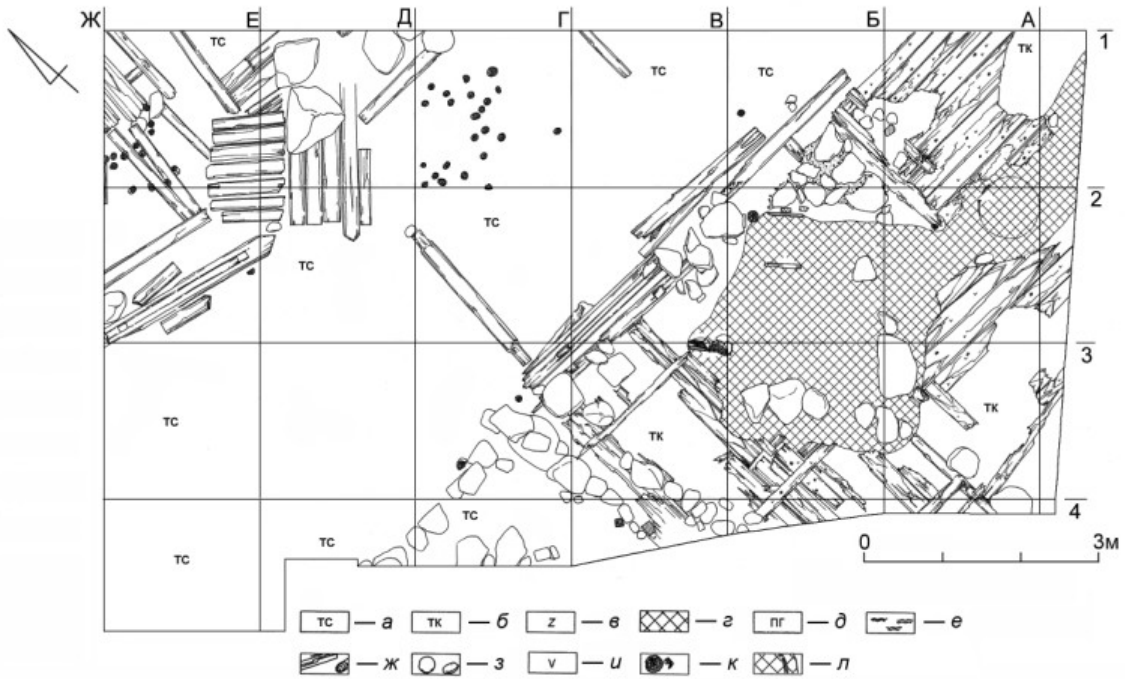 Ж Е Д Г В Б А
тс тс тс тк 1
тс тс 2
3
тс тк тк
тс тс тс 4
0 3м
тс — а тк — б z — в — г пг — д — е
— ж — з v — и — к — л